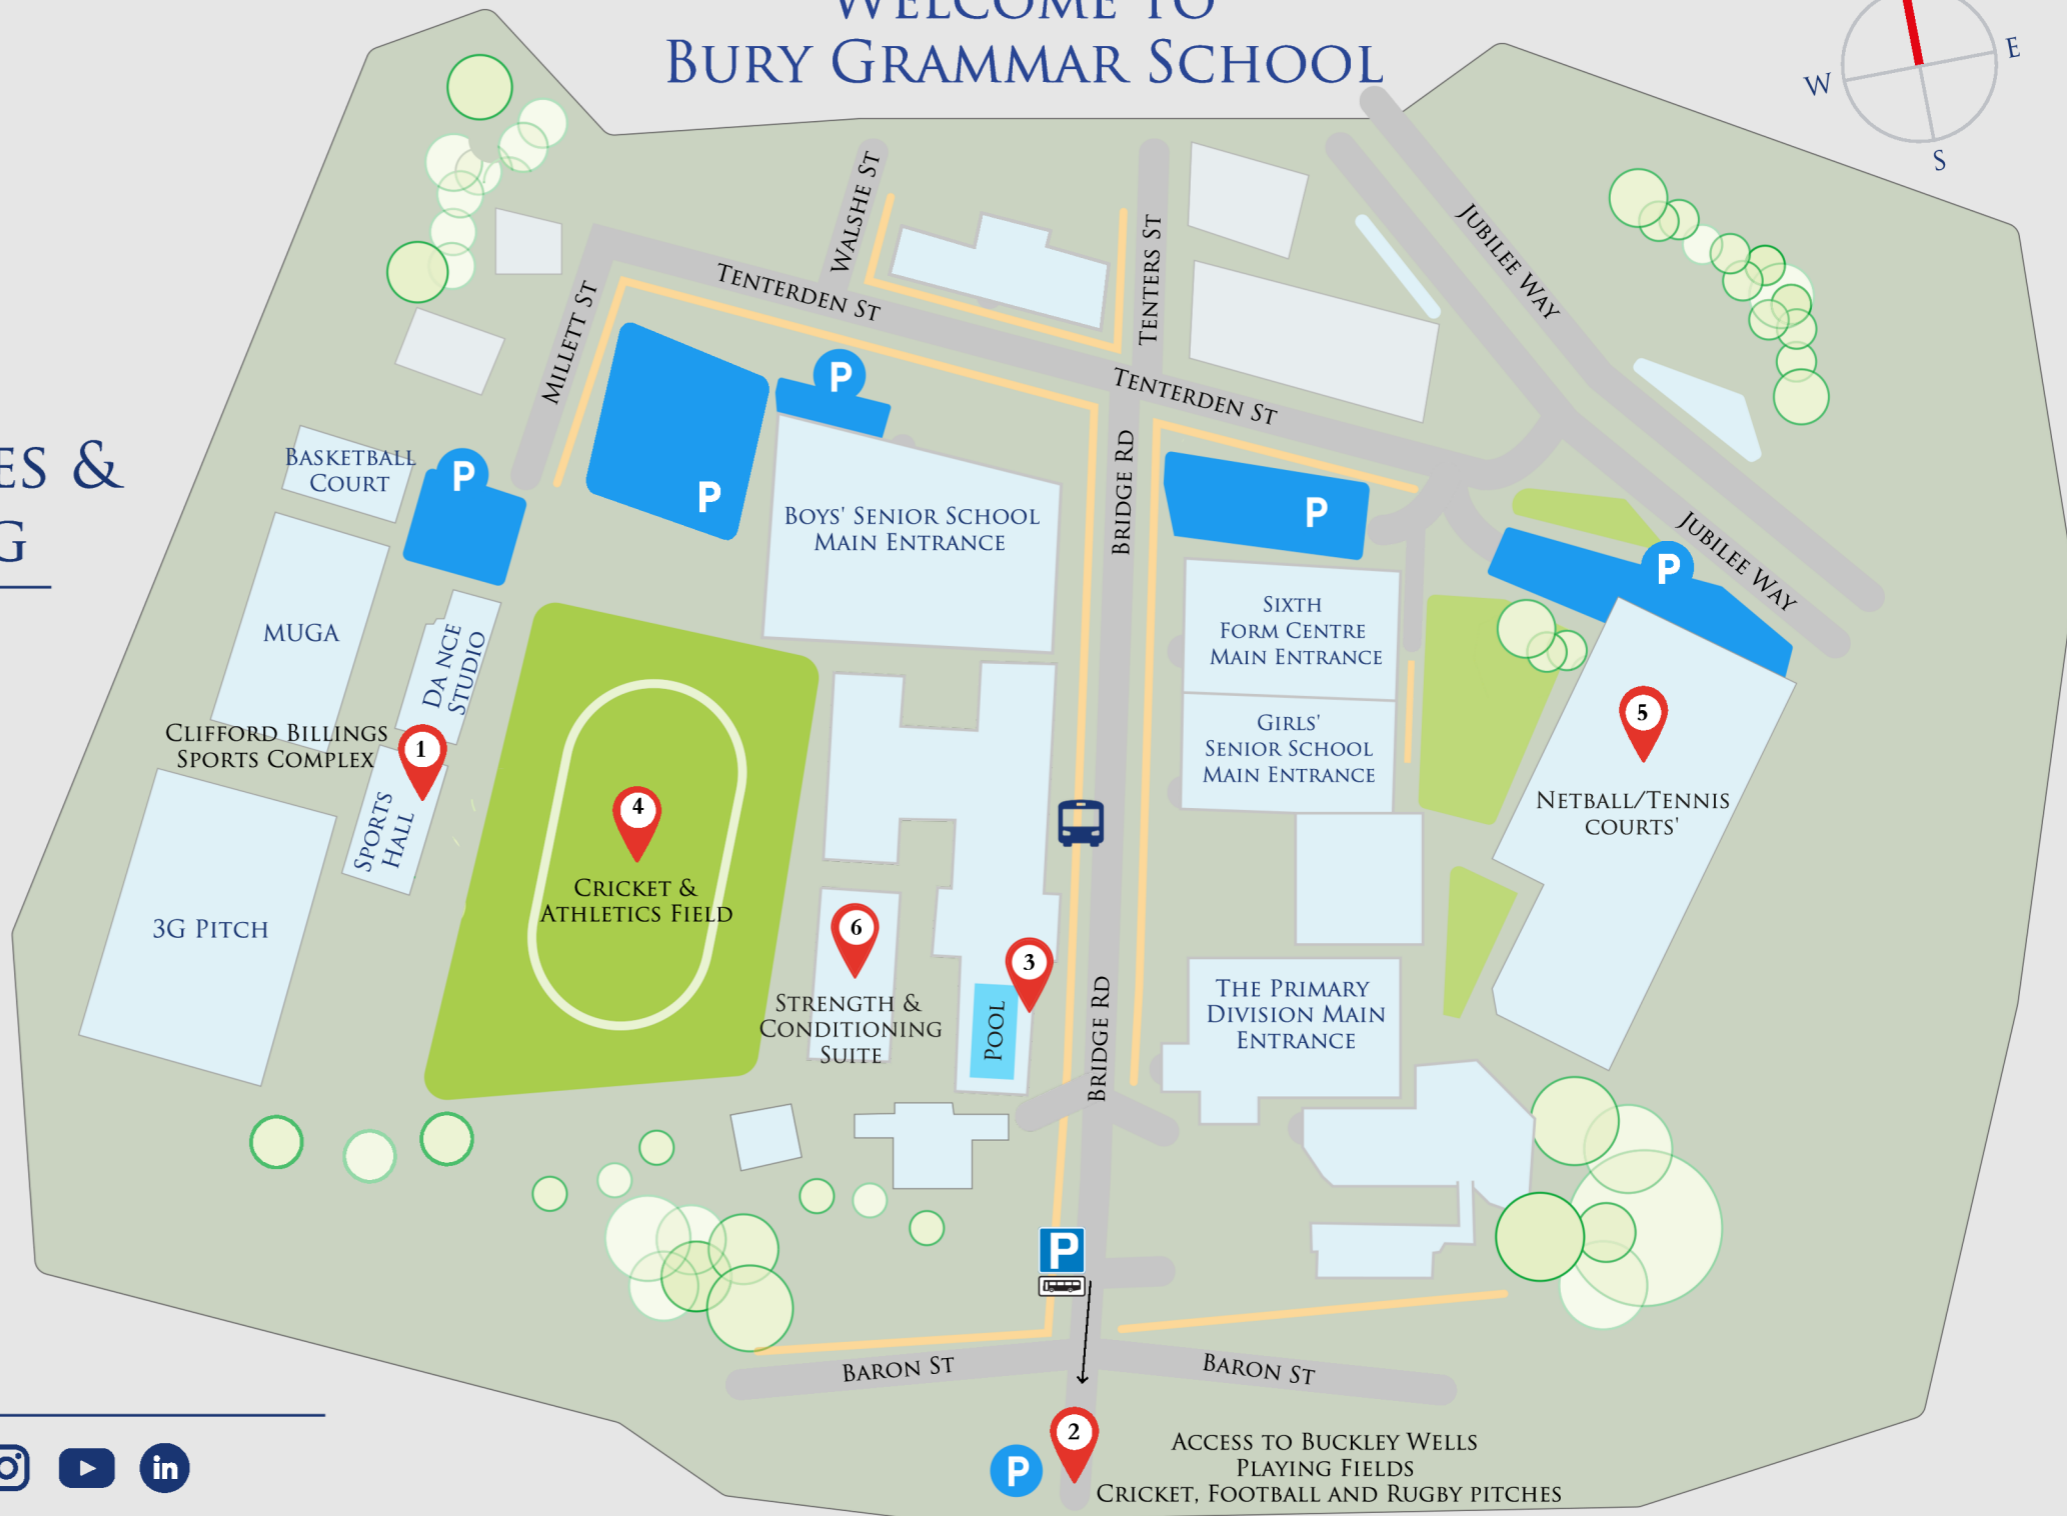 WELCOME TO
BURY GRAMMAR SCHOOL
E
W
S
ES &
G
WALSHE ST
TENTERDEN ST
TENTERS ST
JUBILEE WAY
MILLETT ST
P
TENTERDEN ST
BASKETBALL
COURT
P
P
BOYS' SENIOR SCHOOL
MAIN ENTRANCE
BRIDGE RD
P
JUBILEE WAY
P
MUGA
DA NCE
STUDIO
SIXTH
FORM CENTRE
MAIN ENTRANCE
GIRLS'
SENIOR SCHOOL
MAIN ENTRANCE
CLIFFORD BILLINGS
SPORTS COMPLEX
1
SPORTS
HALL
4
CRICKET &
ATHLETICS FIELD
5
NETBALL/TENNIS
COURTS'
3G PITCH
6
STRENGTH &
CONDITIONING
SUITE
3
POOL
BRIDGE RD
THE PRIMARY
DIVISION MAIN
ENTRANCE
P
BARON ST
BARON ST
2
P
ACCESS TO BUCKLEY WELLS
PLAYING FIELDS
CRICKET, FOOTBALL AND RUGBY PITCHES
in